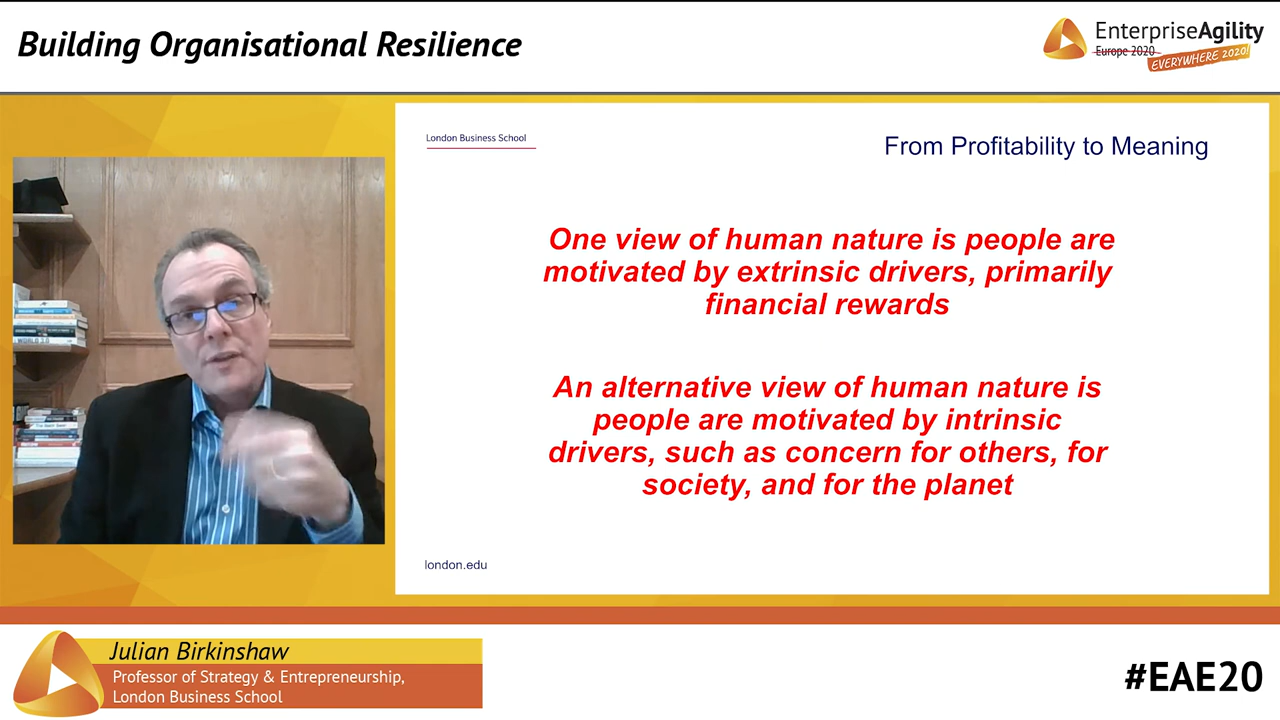 Building Organisational Resilience
EnterpriseAgility
Europe 2020
EVERYWHERE 2020!
London Business School
From Profitability to Meaning
One view of human nature is people are
motivated by extrinsic drivers, primarily
financial rewards
An alternative view of human nature is
people are motivated by intrinsic
drivers, such as concern for others, for
society, and for the planet
london.edu
Julian Birkinshaw
Professor of Strategy & Entrepreneurship,
London Business School
#EAE20